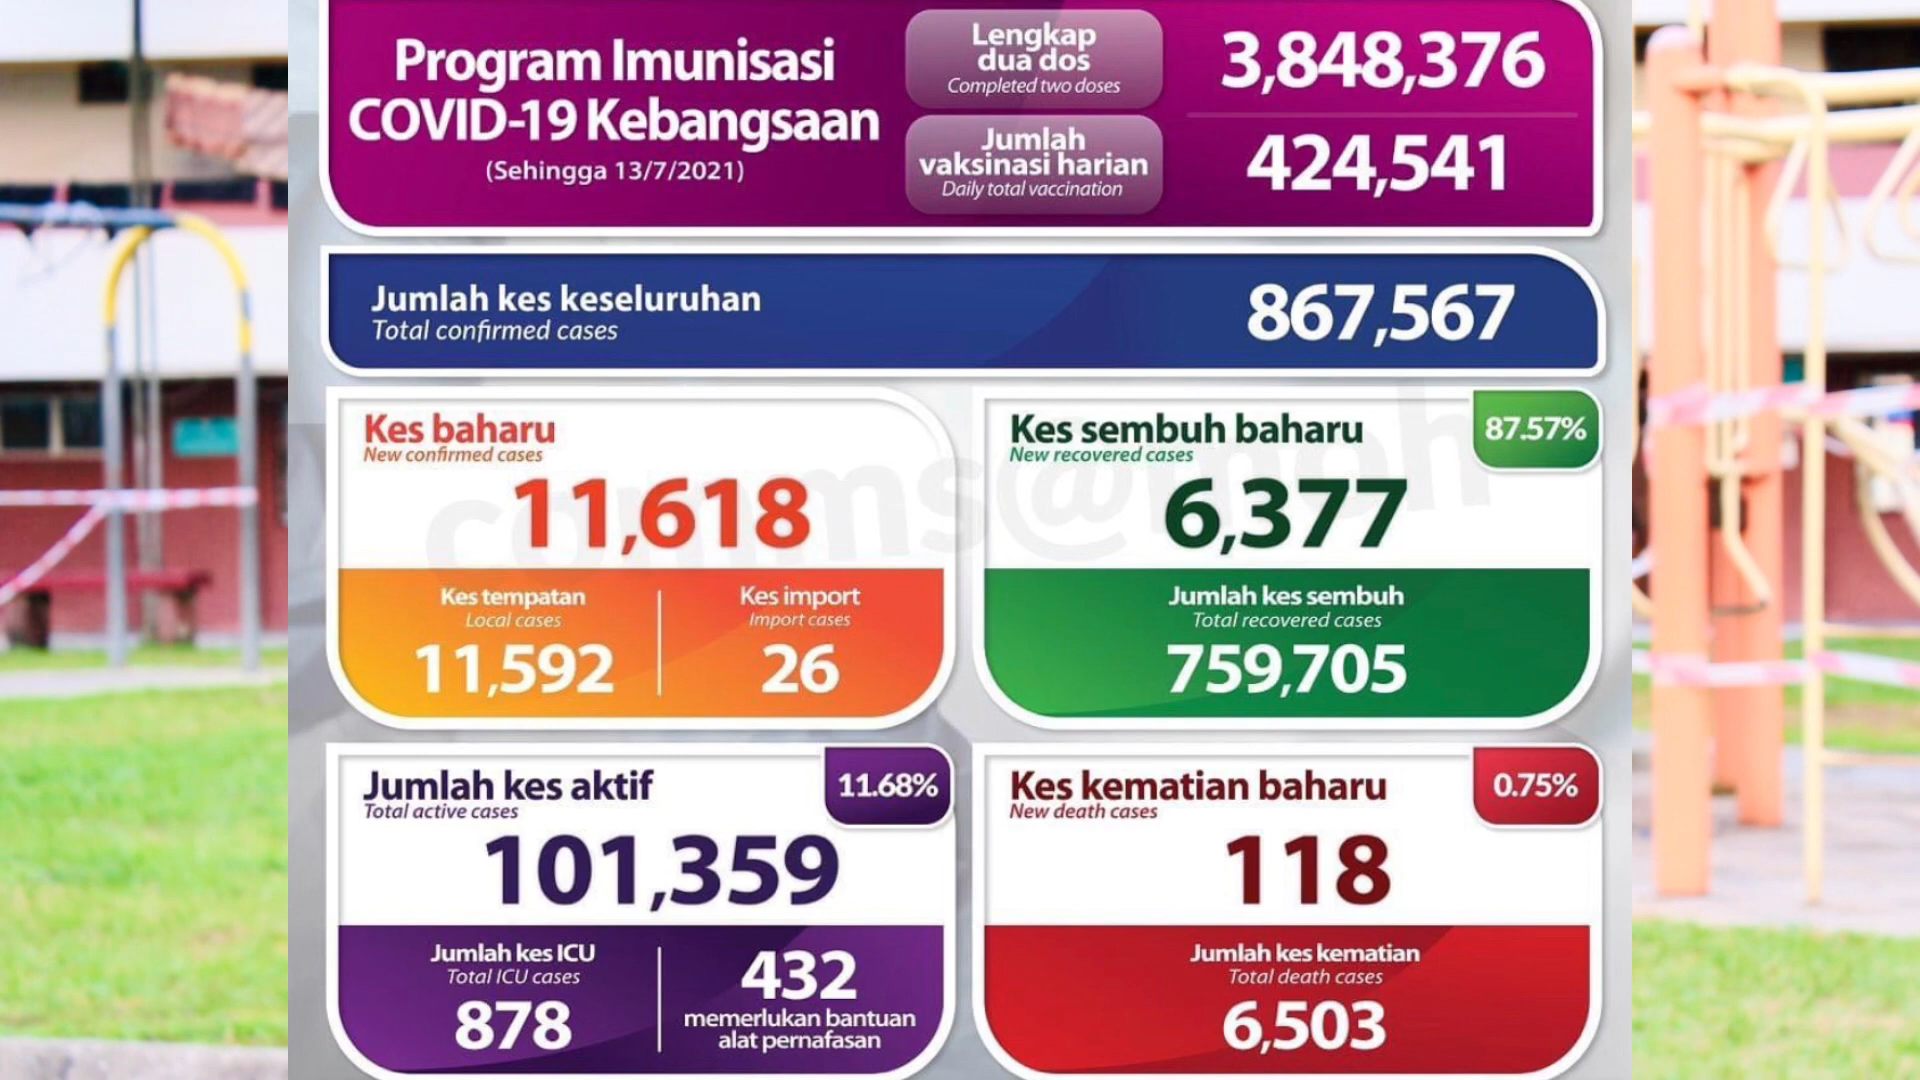 Program Imunisasi
COVID-19 Kebangsaan
(Sehingga 13/7/2021)
Lengkap
dua dos
Completed two doses
3,848,376
Jumlah
vaksinasi harian
Daily total vaccination
424,541
Jumlah kes keseluruhan
Total confirmed cases
867,567
Kes baharu
New confirmed cases
11,618
Kes tempatan
Local cases
11,592
Kes import
Import cases
26
Kes sembuh baharu
New recovered cases
87.57%
6,377
Jumlah kes sembuh
Total recovered cases
759,705
comms@moh
Jumlah kes aktif
Total active cases
11.68%
101,359
Jumlah kes ICU
Total ICU cases
878
432
memerlukan bantuan
alat pernafasan
Kes kematian baharu
New death cases
0.75%
118
Jumlah kes kematian
Total death cases
6,503